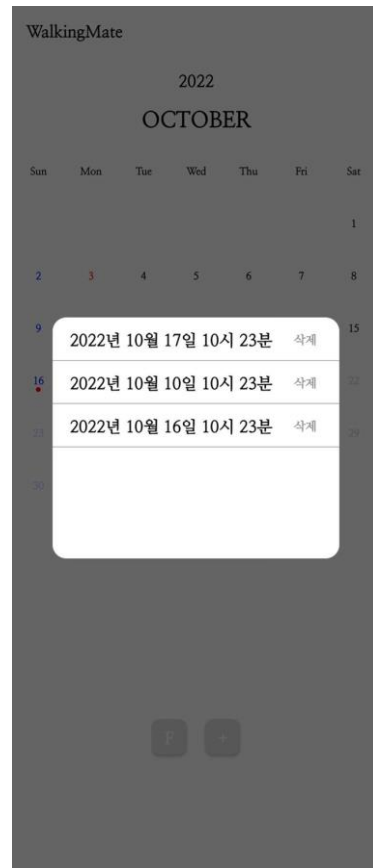 WalkingMate
2022
OCTOBER
Sun Mon Tue Wed Thu Fri Sat
1
2 3 4 5 6 7 8
9 15
2022년 10월 17일 10시 23분 삭제
16 22
2022년 10월 10일 10시 23분 삭제
23 29
2022년 10월 16일 10시 23분 삭제
30
F +